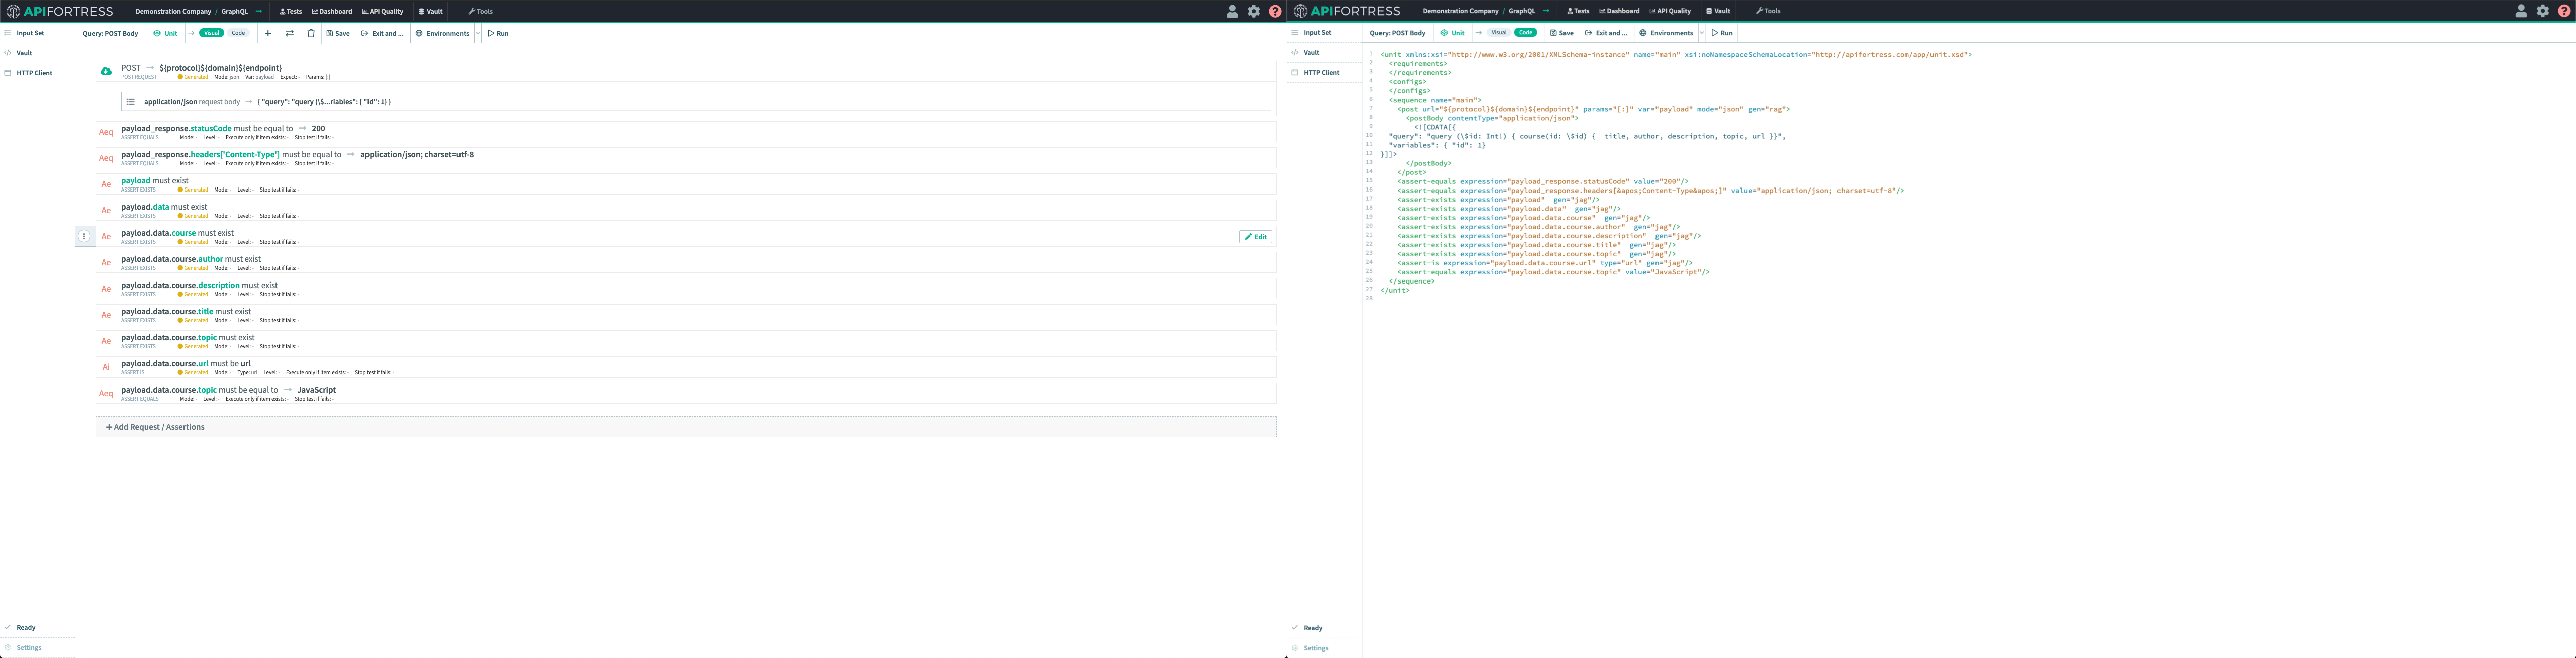 APIFORTRESS Demonstration Company / GraphQL → Tests Dashboard API Quality Vault Tools ?
Input Set
Vault
HTTP Client
Query: POST Body Unit → Visual Code + Save Exit and ... Environments Run
POST → ${protocol}${domain}${endpoint}
POST REQUEST Generated Mode: json Var: payload Expect: - Params: [:]
application/json request body → { "query": "query (\$...riables": { "id": 1} }
Aeq payload_response.statusCode must be equal to → 200
ASSERT EQUALS Mode: - Level: - Execute only if item exists: - Stop test if fails: -
Aeq payload_response.headers['Content-Type'] must be equal to → application/json; charset=utf-8
ASSERT EQUALS Mode: - Level: - Execute only if item exists: - Stop test if fails: -
Ae payload must exist
ASSERT EXISTS Generated Mode: - Level: - Stop test if fails: -
Ae payload.data must exist
ASSERT EXISTS Generated Mode: - Level: - Stop test if fails: -
Ae payload.data.course must exist Edit
ASSERT EXISTS Generated Mode: - Level: - Stop test if fails: -
Ae payload.data.course.author must exist
ASSERT EXISTS Generated Mode: - Level: - Stop test if fails: -
Ae payload.data.course.description must exist
ASSERT EXISTS Generated Mode: - Level: - Stop test if fails: -
Ae payload.data.course.title must exist
ASSERT EXISTS Generated Mode: - Level: - Stop test if fails: -
Ae payload.data.course.topic must exist
ASSERT EXISTS Generated Mode: - Level: - Stop test if fails: -
Ai payload.data.course.url must be url
ASSERT IS Generated Mode: - Type: url Level: - Execute only if item exists: - Stop test if fails: -
Aeq payload.data.course.topic must be equal to → JavaScript
ASSERT EQUALS Mode: - Level: - Execute only if item exists: - Stop test if fails: -
+ Add Request / Assertions
Ready
Settings
APIFORTRESS Demonstration Company / GraphQL → Tests Dashboard API Quality Vault Tools ?
Input Set
Vault
HTTP Client
Query: POST Body Unit → Visual Code Save Exit and ... Environments Run
1 <unit xmlns:xsi="http://www.w3.org/2001/XMLSchema-instance" name="main" xsi:noNamespaceSchemaLocation="http://apifortress.com/app/unit.xsd">
2 <requirements>
3 </requirements>
4 <configs>
5 </configs>
6 <sequence name="main">
7 <post url="${protocol}${domain}${endpoint}" params="[:]" var="payload" mode="json" gen="rag">
8 <postBody contentType="application/json">
9 <![CDATA[{
10 "query": "query (\$id: Int!) { course(id: \$id) { title, author, description, topic, url }}",
11 "variables": { "id": 1}
12 }]]>
13 </postBody>
14 </post>
15 <assert-equals expression="payload_response.statusCode" value="200"/>
16 <assert-equals expression="payload_response.headers[&apos;Content-Type&apos;]" value="application/json; charset=utf-8"/>
17 <assert-exists expression="payload" gen="jag"/>
18 <assert-exists expression="payload.data" gen="jag"/>
19 <assert-exists expression="payload.data.course" gen="jag"/>
20 <assert-exists expression="payload.data.course.author" gen="jag"/>
21 <assert-exists expression="payload.data.course.description" gen="jag"/>
22 <assert-exists expression="payload.data.course.title" gen="jag"/>
23 <assert-exists expression="payload.data.course.topic" gen="jag"/>
24 <assert-is expression="payload.data.course.url" type="url" gen="jag"/>
25 <assert-equals expression="payload.data.course.topic" value="JavaScript"/>
26 </sequence>
27 </unit>
28
Ready
Settings